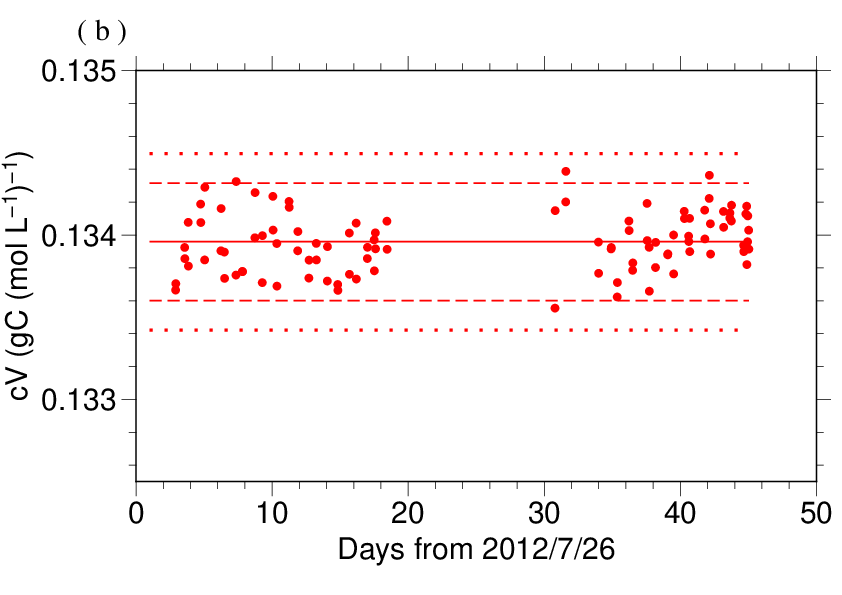 ( b )
0.135
0.134
0.133
cV (gC (mol L⁻¹)⁻¹)
0 10 20 30 40 50
Days from 2012/7/26